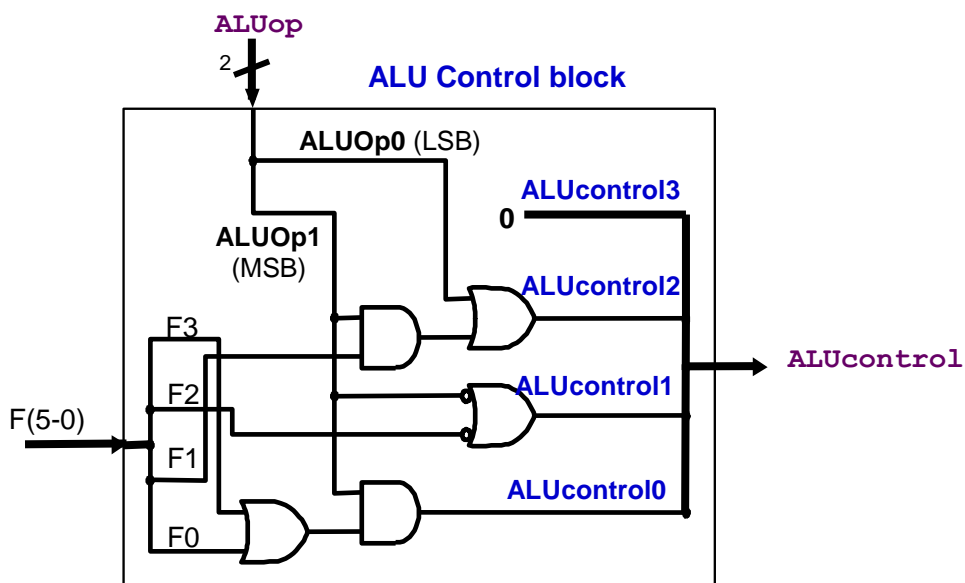 ALUop
2
ALU Control block
ALUOp0 (LSB)
ALUcontrol3
0
ALUOp1
(MSB)
ALUcontrol2
F3
ALUcontrol
ALUcontrol1
F2
F(5-0)
F1
ALUcontrol0
F0